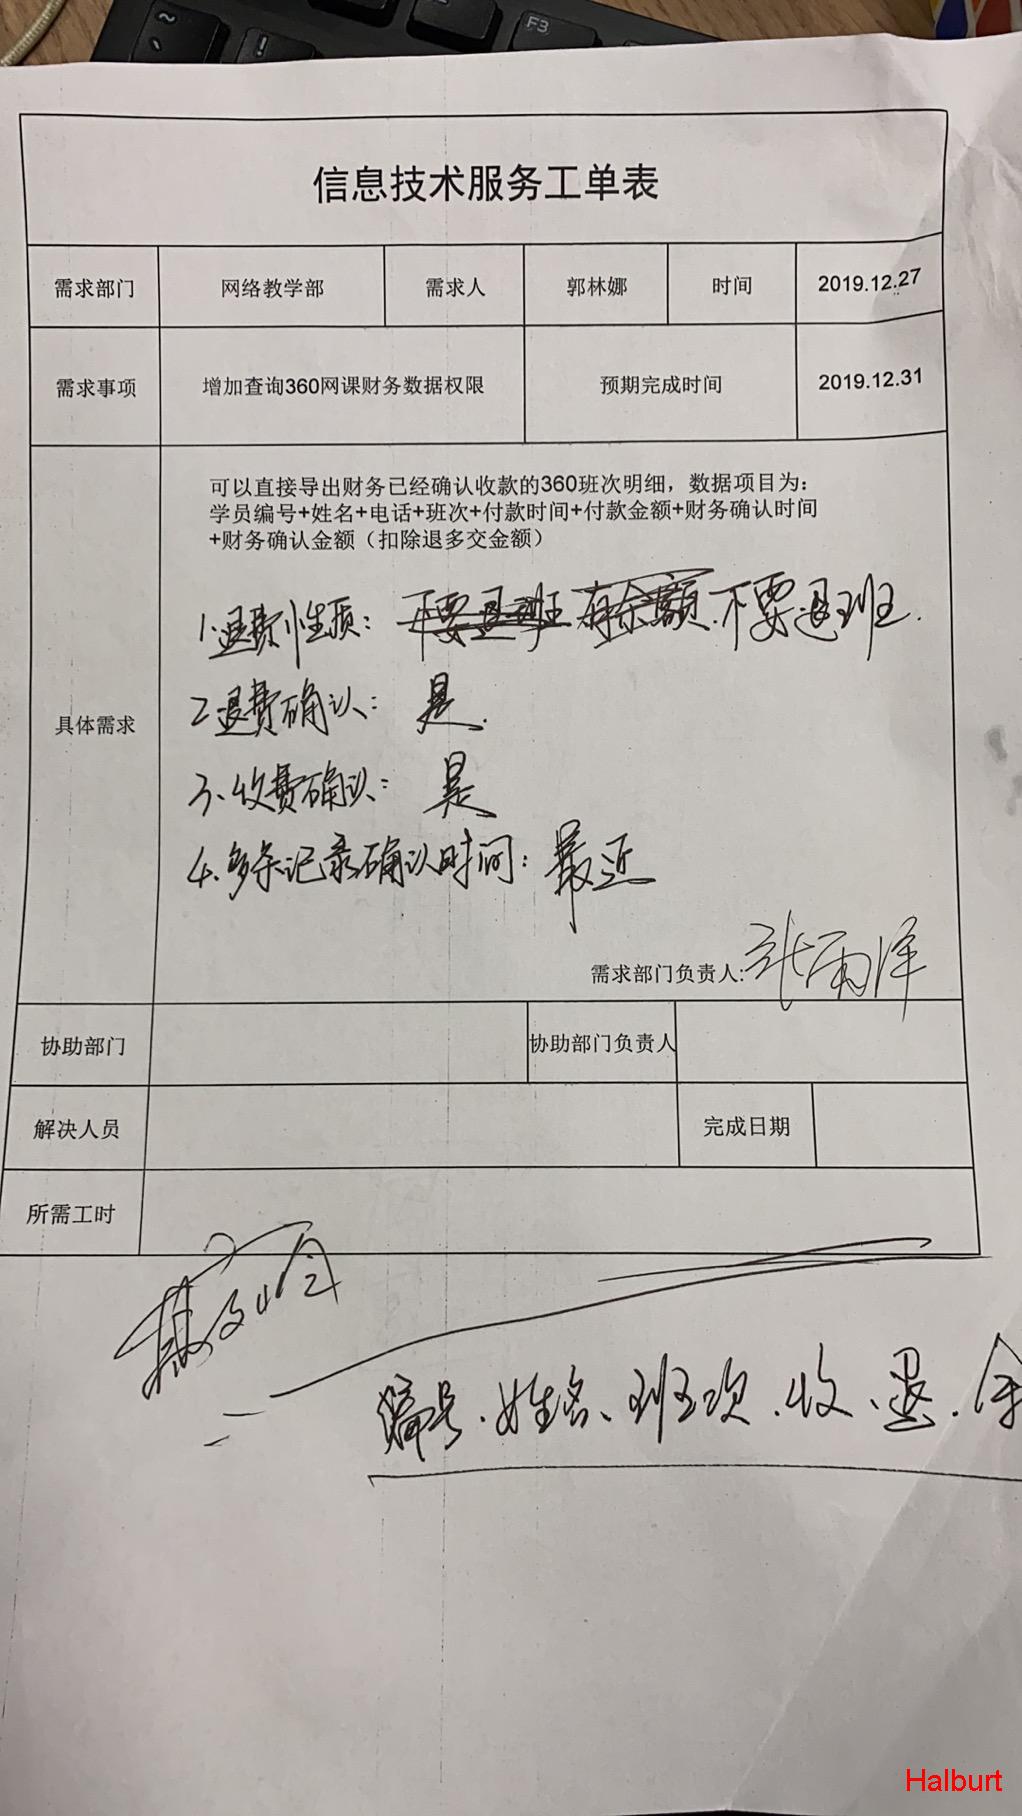 ~
!
F3
信息技术服务工单表
需求部门 网络教学部 需求人 郭林娜 时间 2019.12.27
需求事项 增加查询360网课财务数据权限 预期完成时间 2019.12.31
可以直接导出财务已经确认收款的360班次明细，数据项目为：
学员编号+姓名+电话+班次+付款时间+付款金额+财务确认时间
+财务确认金额（扣除退多交金额）
1.退费性质： 不要退班 有余额.不要退班.
2.退费确认： 是.
具体需求
3、收费确认： 是
4.多条记录确认时间：最近
需求部门负责人: 张雨洋
协助部门 协助部门负责人
解决人员 完成日期
所需工时
编号、姓名、班次、收、退、余
Halburt